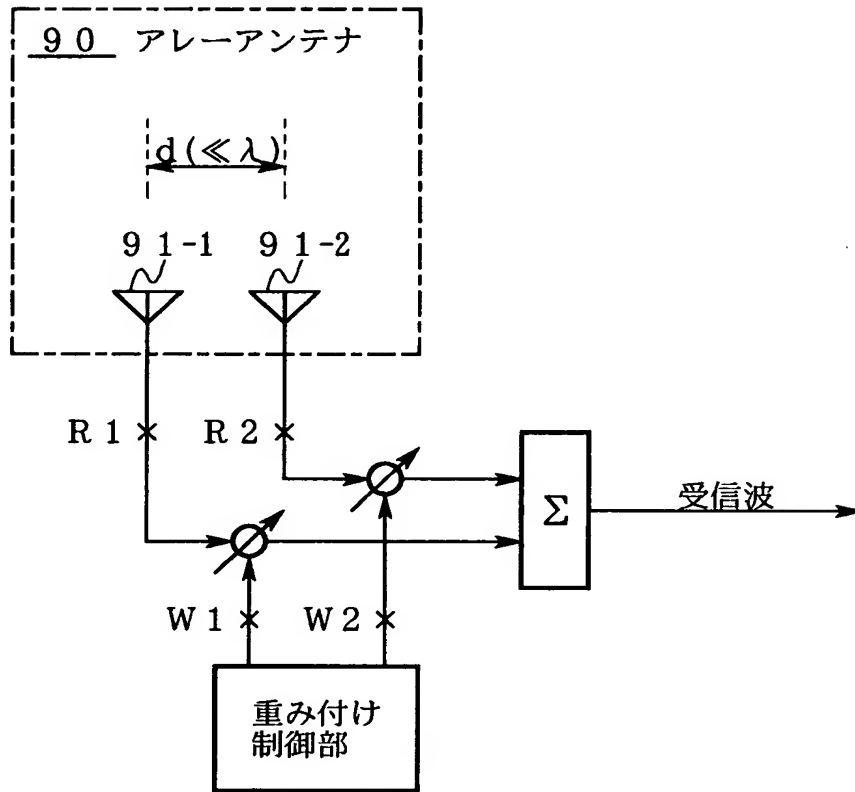 ９０ アレーアンテナ
d(≪λ)
９１-1 ９１-2
R1 R2
Σ 受信波
W1 W2
重み付け
制御部